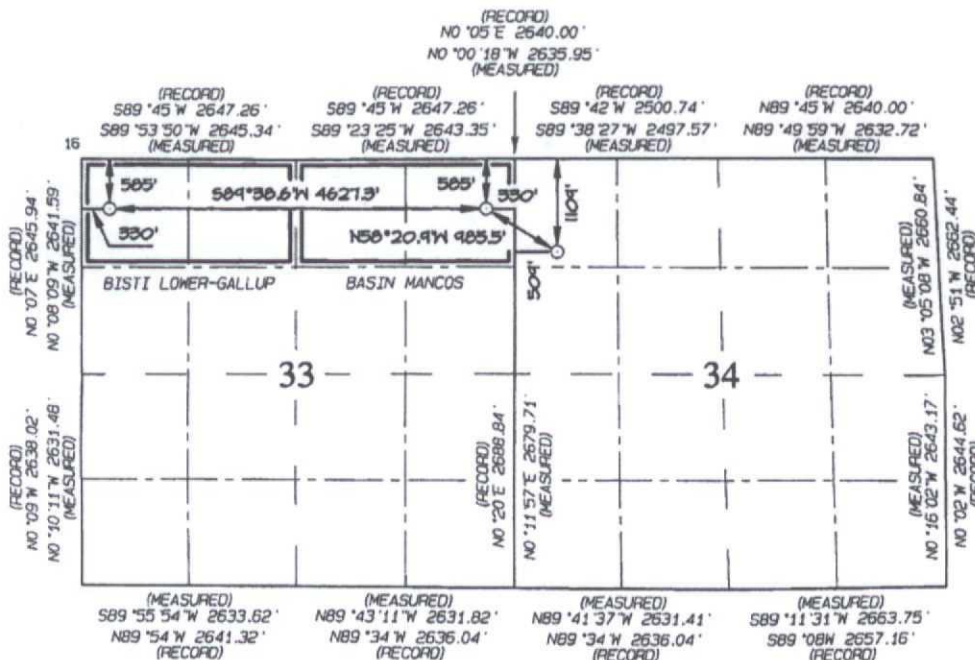 (RECORD)
N0 °05'E 2640.00'
N0 °00'18"W 2635.95'
(MEASURED)
(RECORD)
S89 °45'W 2647.26'
S89 °53'50"W 2645.34'
(MEASURED)
(RECORD)
S89 °45'W 2647.26'
S89 °23'25"W 2643.35'
(MEASURED)
(RECORD)
S89 °42'W 2500.74'
S89 °38'27"W 2497.57'
(MEASURED)
(RECORD)
N89 °45'W 2640.00'
N89 °49'59"W 2632.72'
(MEASURED)
16
585'
S89°38.6'W 4627.3'
585'
330'
1109'
330'
N58°20.9'W 985.5'
509'
BISTI LOWER-GALLUP
BASIN MANCOS
(RECORD)
N0 °07'E 2645.94'
N0 °08'09"W 2641.59'
(MEASURED)
(MEASURED)
N03 °05'08"W 2660.84'
N02 °51'W 2662.44'
(RECORD)
33
34
(RECORD)
N0 °09'W 2638.02'
N0 °10'11"W 2631.48'
(MEASURED)
(RECORD)
N0 °20'E 2688.84'
N0 °11'57"E 2679.71'
(MEASURED)
(MEASURED)
N0 °16'02"W 2643.17'
N0 °02'W 2644.62'
(RECORD)
(MEASURED)
S89 °55'54"W 2633.62'
N89 °54'W 2641.32'
(RECORD)
(MEASURED)
N89 °43'11"W 2631.82'
N89 °34'W 2636.04'
(RECORD)
(MEASURED)
N89 °41'37"W 2631.41'
N89 °34'W 2636.04'
(RECORD)
(MEASURED)
S89 °11'31"W 2663.75'
S89 °08W 2657.16'
(RECORD)